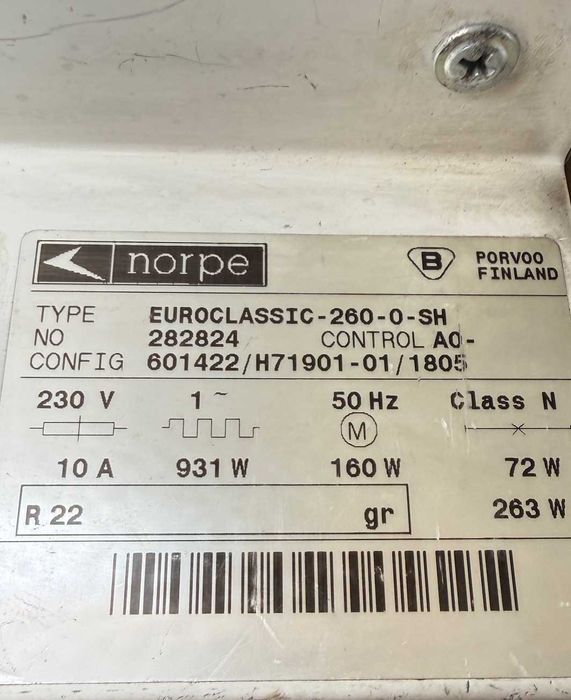 norpe
B
PORVOO
FINLAND
TYPE EUROCLASSIC-260-0-SH
NO 282824 CONTROL AO-
CONFIG 601422/H71901-01/1805
230 V 1 ~ 50 Hz Class N
M
10 A 931 W 160 W 72 W
R 22 gr 263 W